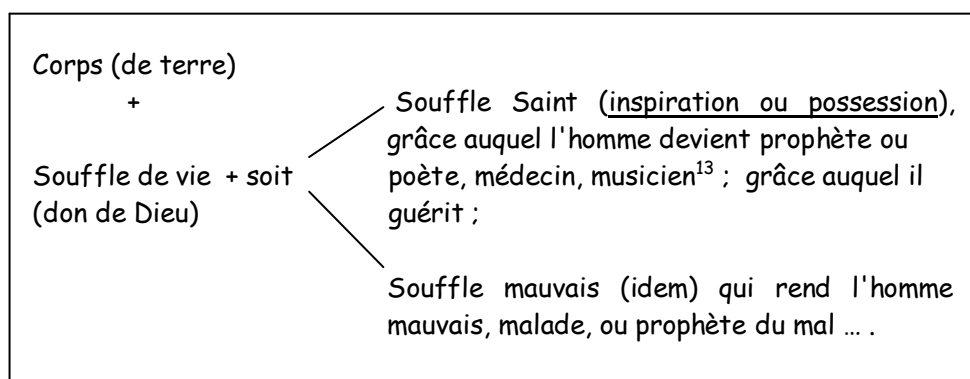 Corps (de terre)
+
Souffle de vie + soit
(don de Dieu)
Souffle Saint (inspiration ou possession),
grâce auquel l'homme devient prophète ou
poète, médecin, musicien13 ; grâce auquel il
guérit ;
Souffle mauvais (idem) qui rend l'homme
mauvais, malade, ou prophète du mal ... .